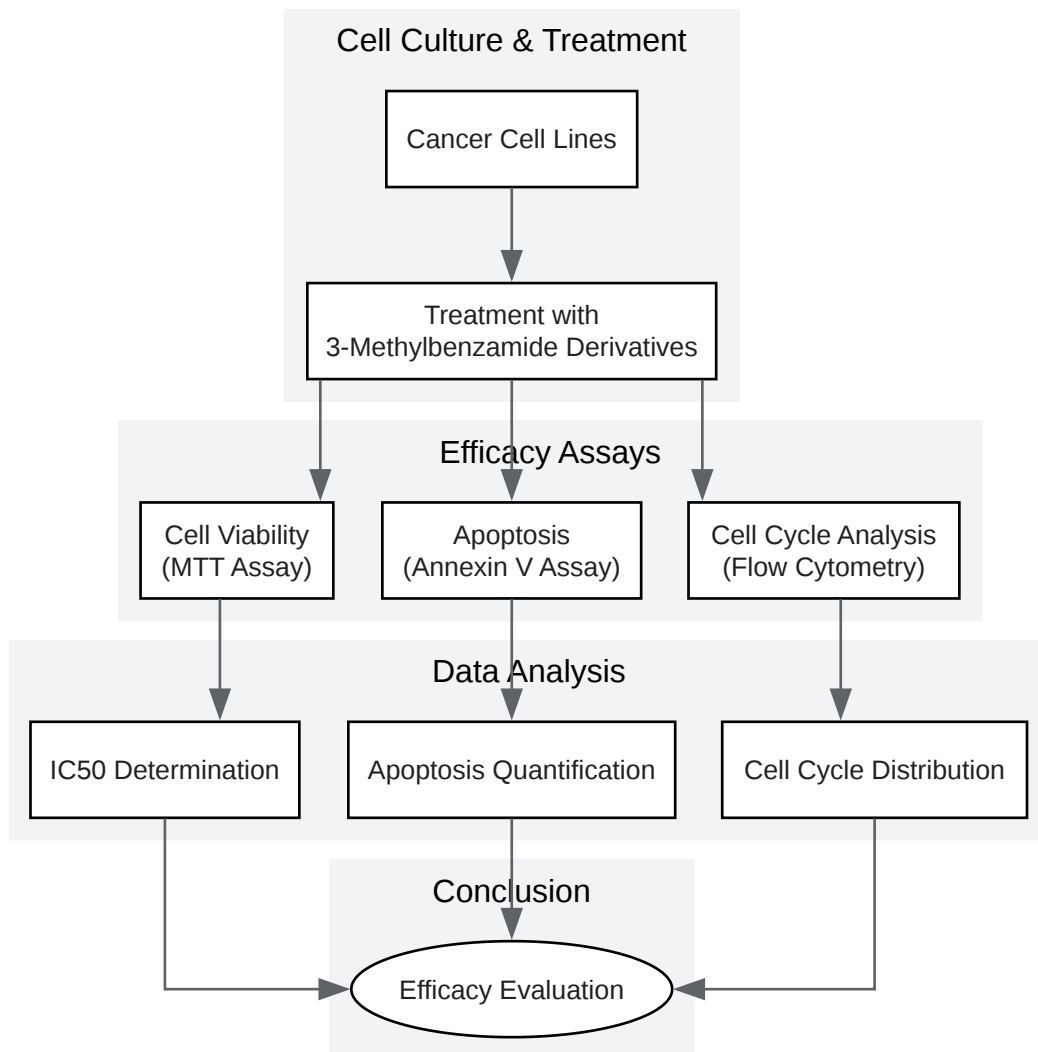 Cell Culture & Treatment
Cancer Cell Lines
Treatment with
3-Methylbenzamide Derivatives
Efficacy Assays
Cell Viability
(MTT Assay)
Apoptosis
(Annexin V Assay)
Cell Cycle Analysis
(Flow Cytometry)
Data Analysis
IC50 Determination
Apoptosis Quantification
Cell Cycle Distribution
Conclusion
Efficacy Evaluation